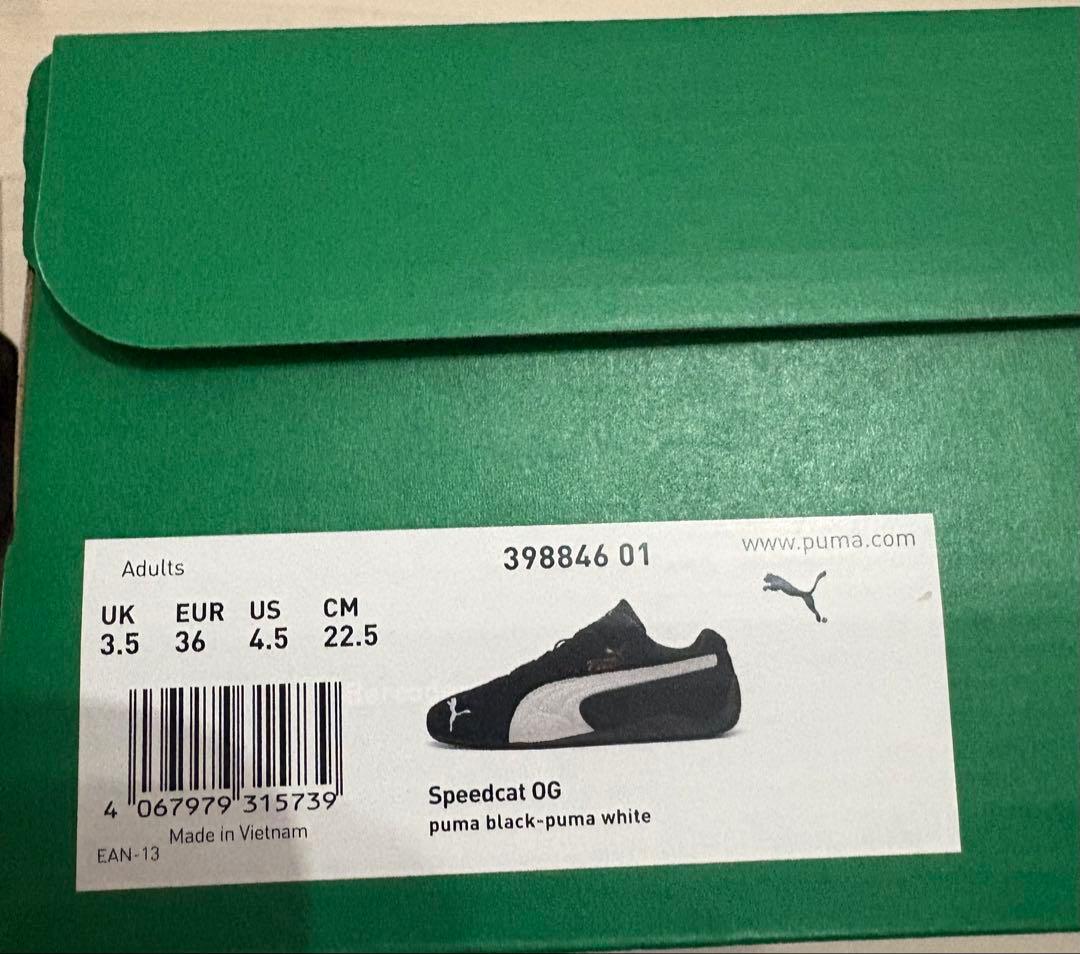 Adults
398846 01
www.puma.com
UK EUR US CM
3.5 36 4.5 22.5
4 067979 315739
Made in Vietnam
EAN-13
Speedcat OG
puma black-puma white